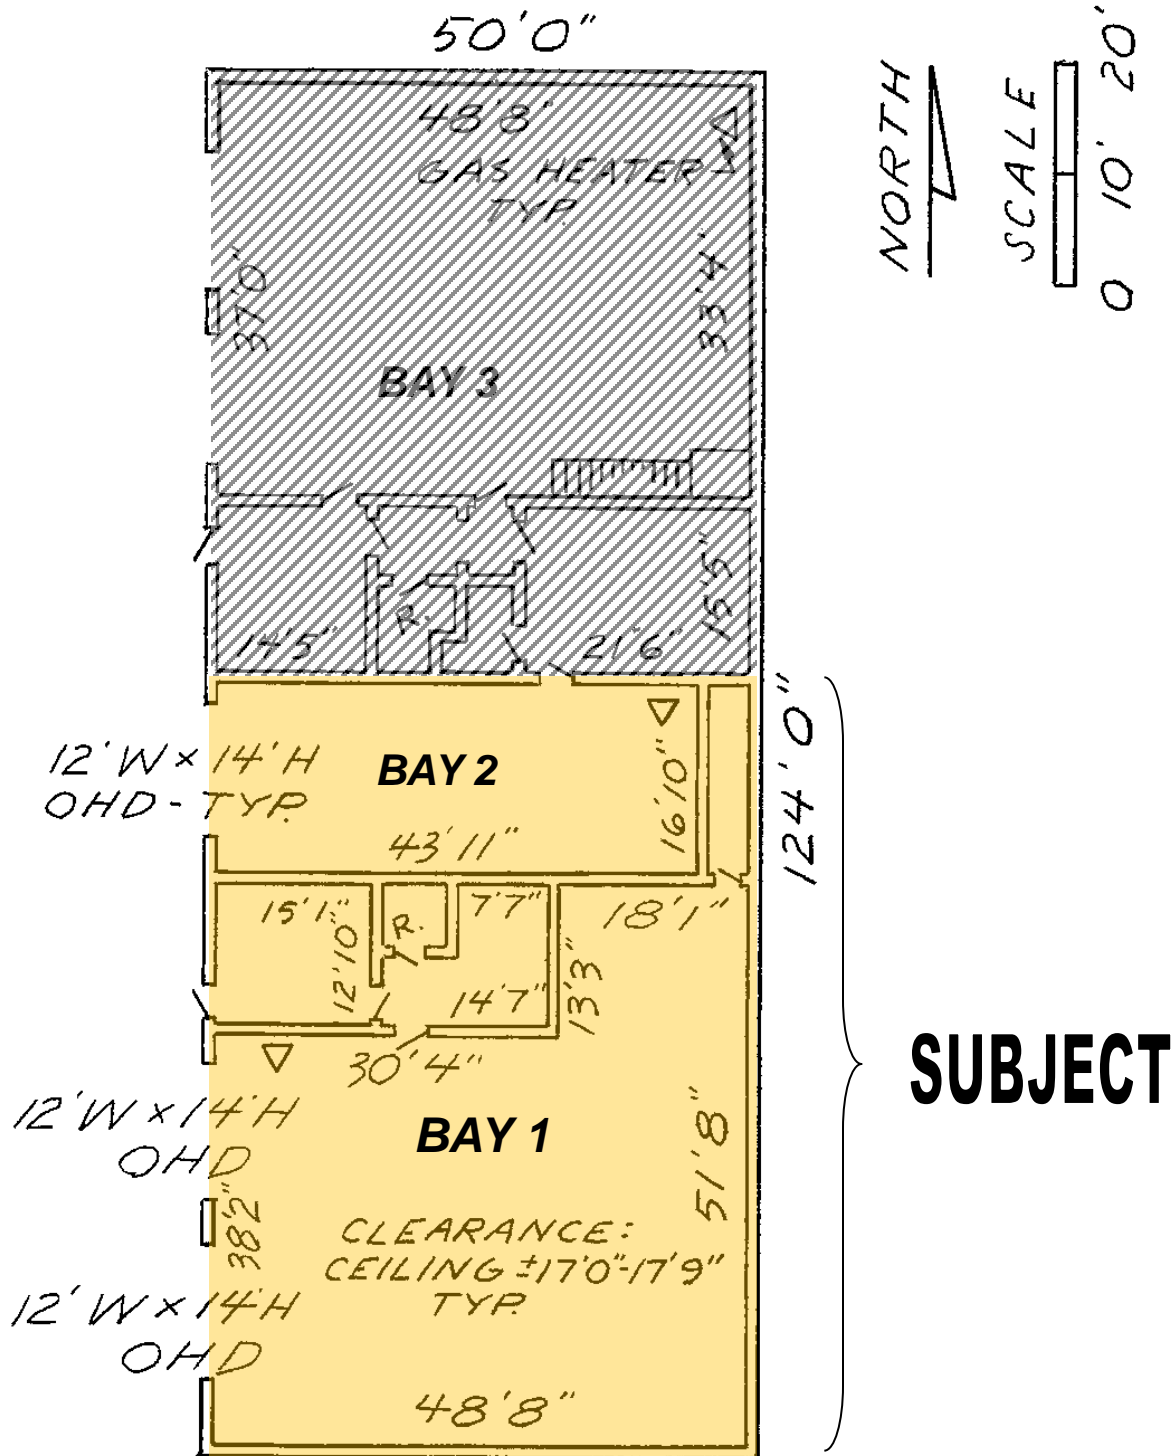 50'0"
48'8"
GAS HEATER
TYP.
NORTH
SCALE
0 10' 20'
37'0"
33'4"
BAY 3
15'5"
R.
14'5"
21'6"
12'W x 14'H
OHD - TYP.
BAY 2
16'10"
43'11"
124'0"
15'1"
12'10"
R.
7'7"
18'1"
14'7"
13'3"
30'4"
SUBJECT
12'W x 14'H
OHD
BAY 1
51'8"
38'2"
CLEARANCE:
CEILING ±17'0"-17'9"
TYP.
12'W x 14'H
OHD
48'8"